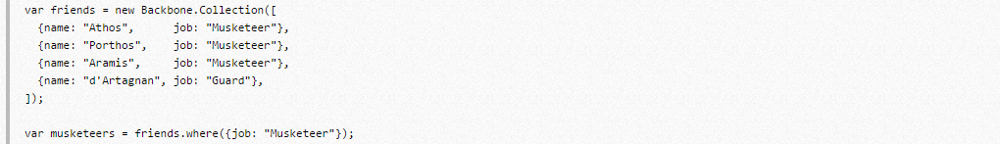 var friends = new Backbone.Collection([
  {name: "Athos",      job: "Musketeer"},
  {name: "Porthos",    job: "Musketeer"},
  {name: "Aramis",     job: "Musketeer"},
  {name: "d'Artagnan", job: "Guard"},
]);
var musketeers = friends.where({job: "Musketeer"});